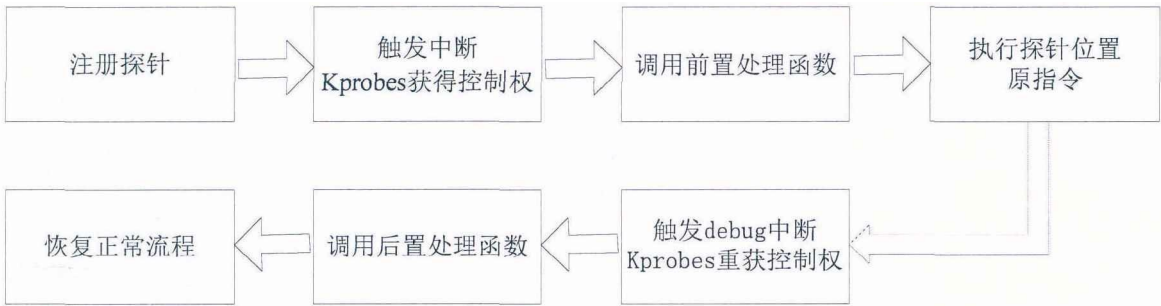 注册探针
触发中断
Kprobes获得控制权
调用前置处理函数
执行探针位置
原指令
触发debug中断
Kprobes重获控制权
调用后置处理函数
恢复正常流程